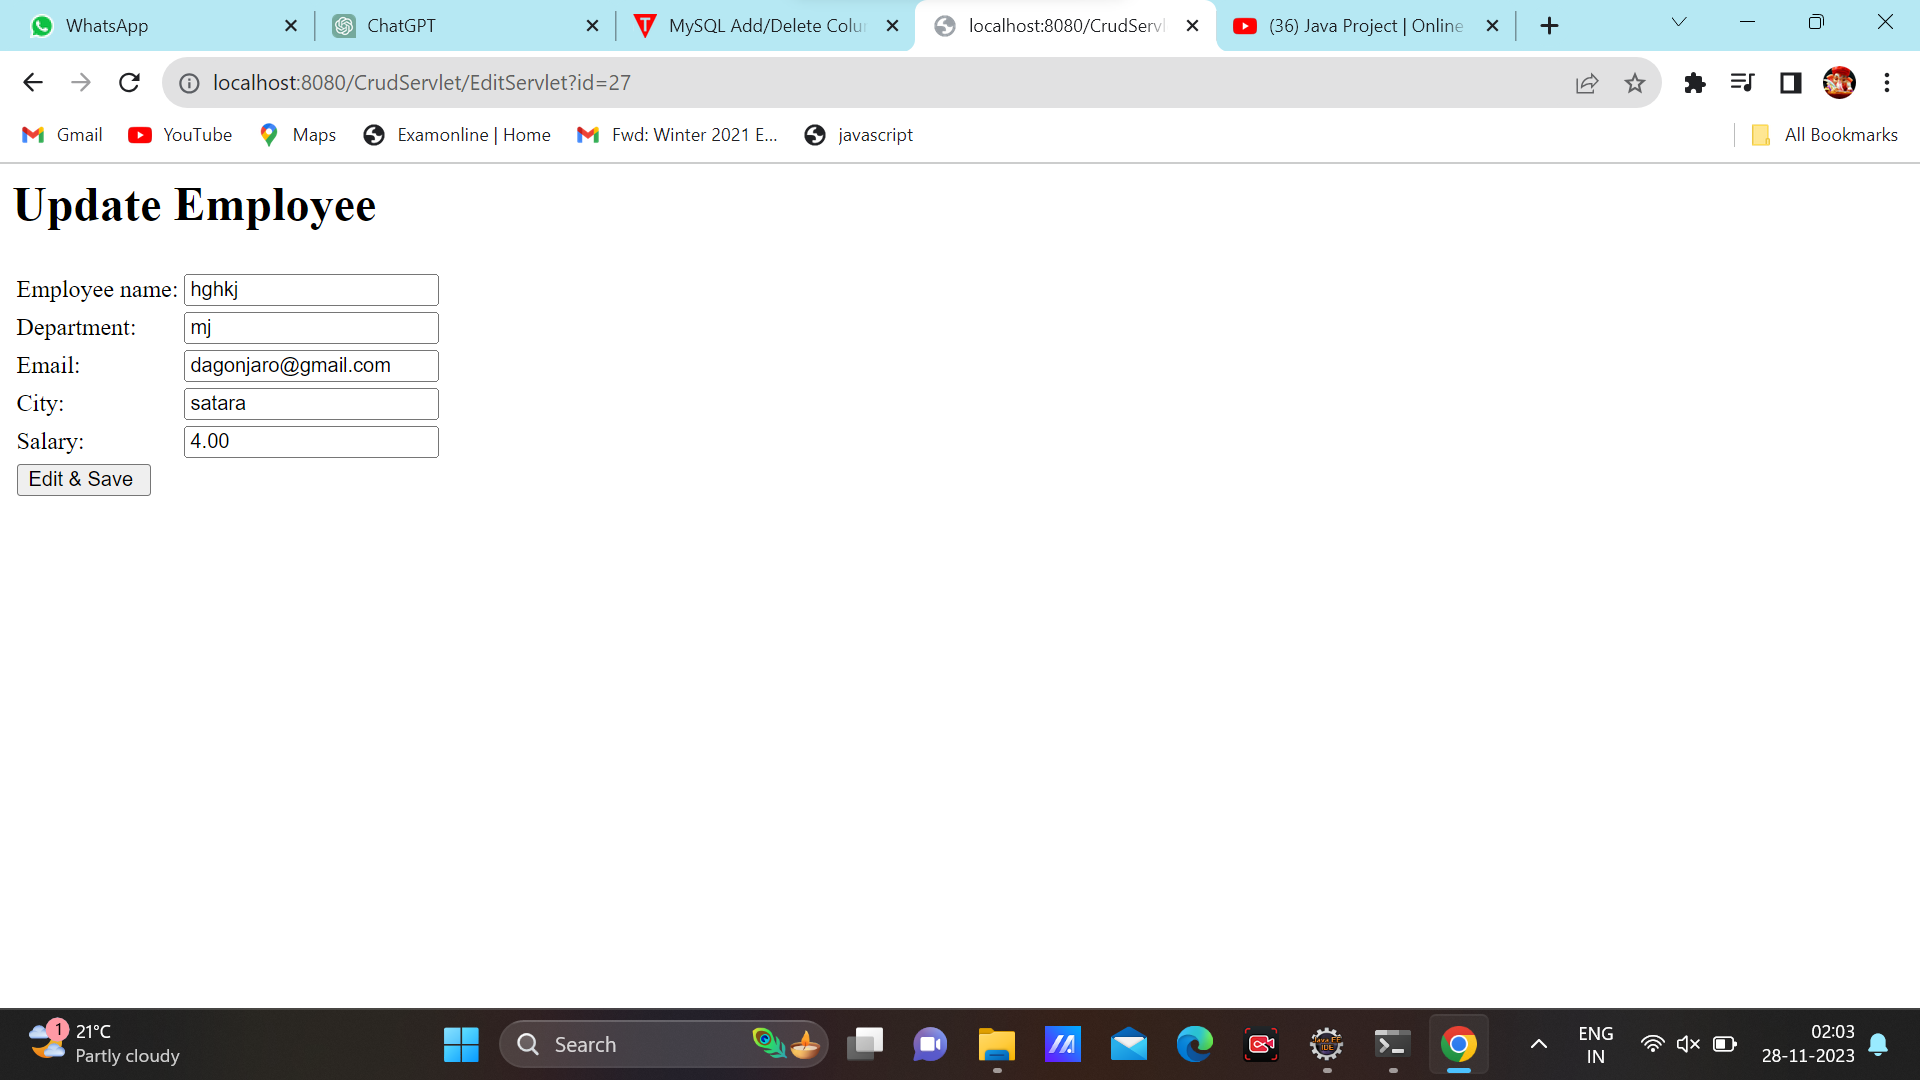 WhatsApp
ChatGPT
MySQL Add/Delete Colu
localhost:8080/CrudServl
(36) Java Project | Online
localhost:8080/CrudServlet/EditServlet?id=27
Gmail
YouTube
Maps
Examonline | Home
Fwd: Winter 2021 E...
javascript
All Bookmarks
Update Employee
Employee name: hghkj
Department: mj
Email: dagonjaro@gmail.com
City: satara
Salary: 4.00
Edit & Save
1
21°C
Partly cloudy
Search
ENG
IN
02:03
28-11-2023